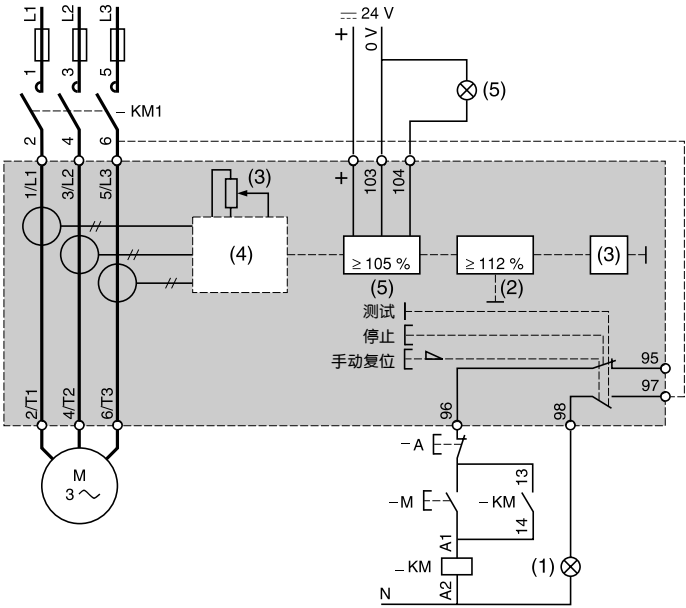 L1 L2 L3
24 V
+ 0 V
1 3 5
(5)
– KM1
2 4 6
1/L1 3/L2 5/L3
+ 103 104
(3)
(4)
≥ 105 %
≥ 112 %
(3)
(5)
(2)
测试
停止
手动复位
95
97
2/T1 4/T2 6/T3
96 98
– A
M
3
13
– M
– KM
14
A1
– KM
(1)
A2
N